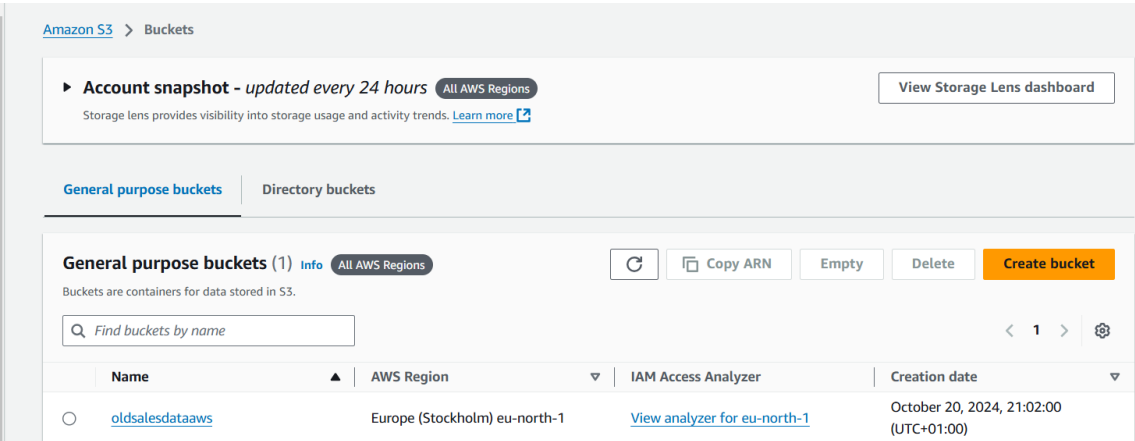 Amazon S3 > Buckets
Account snapshot - updated every 24 hours All AWS Regions
View Storage Lens dashboard
Storage lens provides visibility into storage usage and activity trends. Learn more
General purpose buckets Directory buckets
General purpose buckets (1) Info All AWS Regions
Copy ARN Empty Delete Create bucket
Buckets are containers for data stored in S3.
Find buckets by name
< 1 >
Name AWS Region IAM Access Analyzer Creation date
oldsalesdataaws Europe (Stockholm) eu-north-1 View analyzer for eu-north-1 October 20, 2024, 21:02:00
(UTC+01:00)